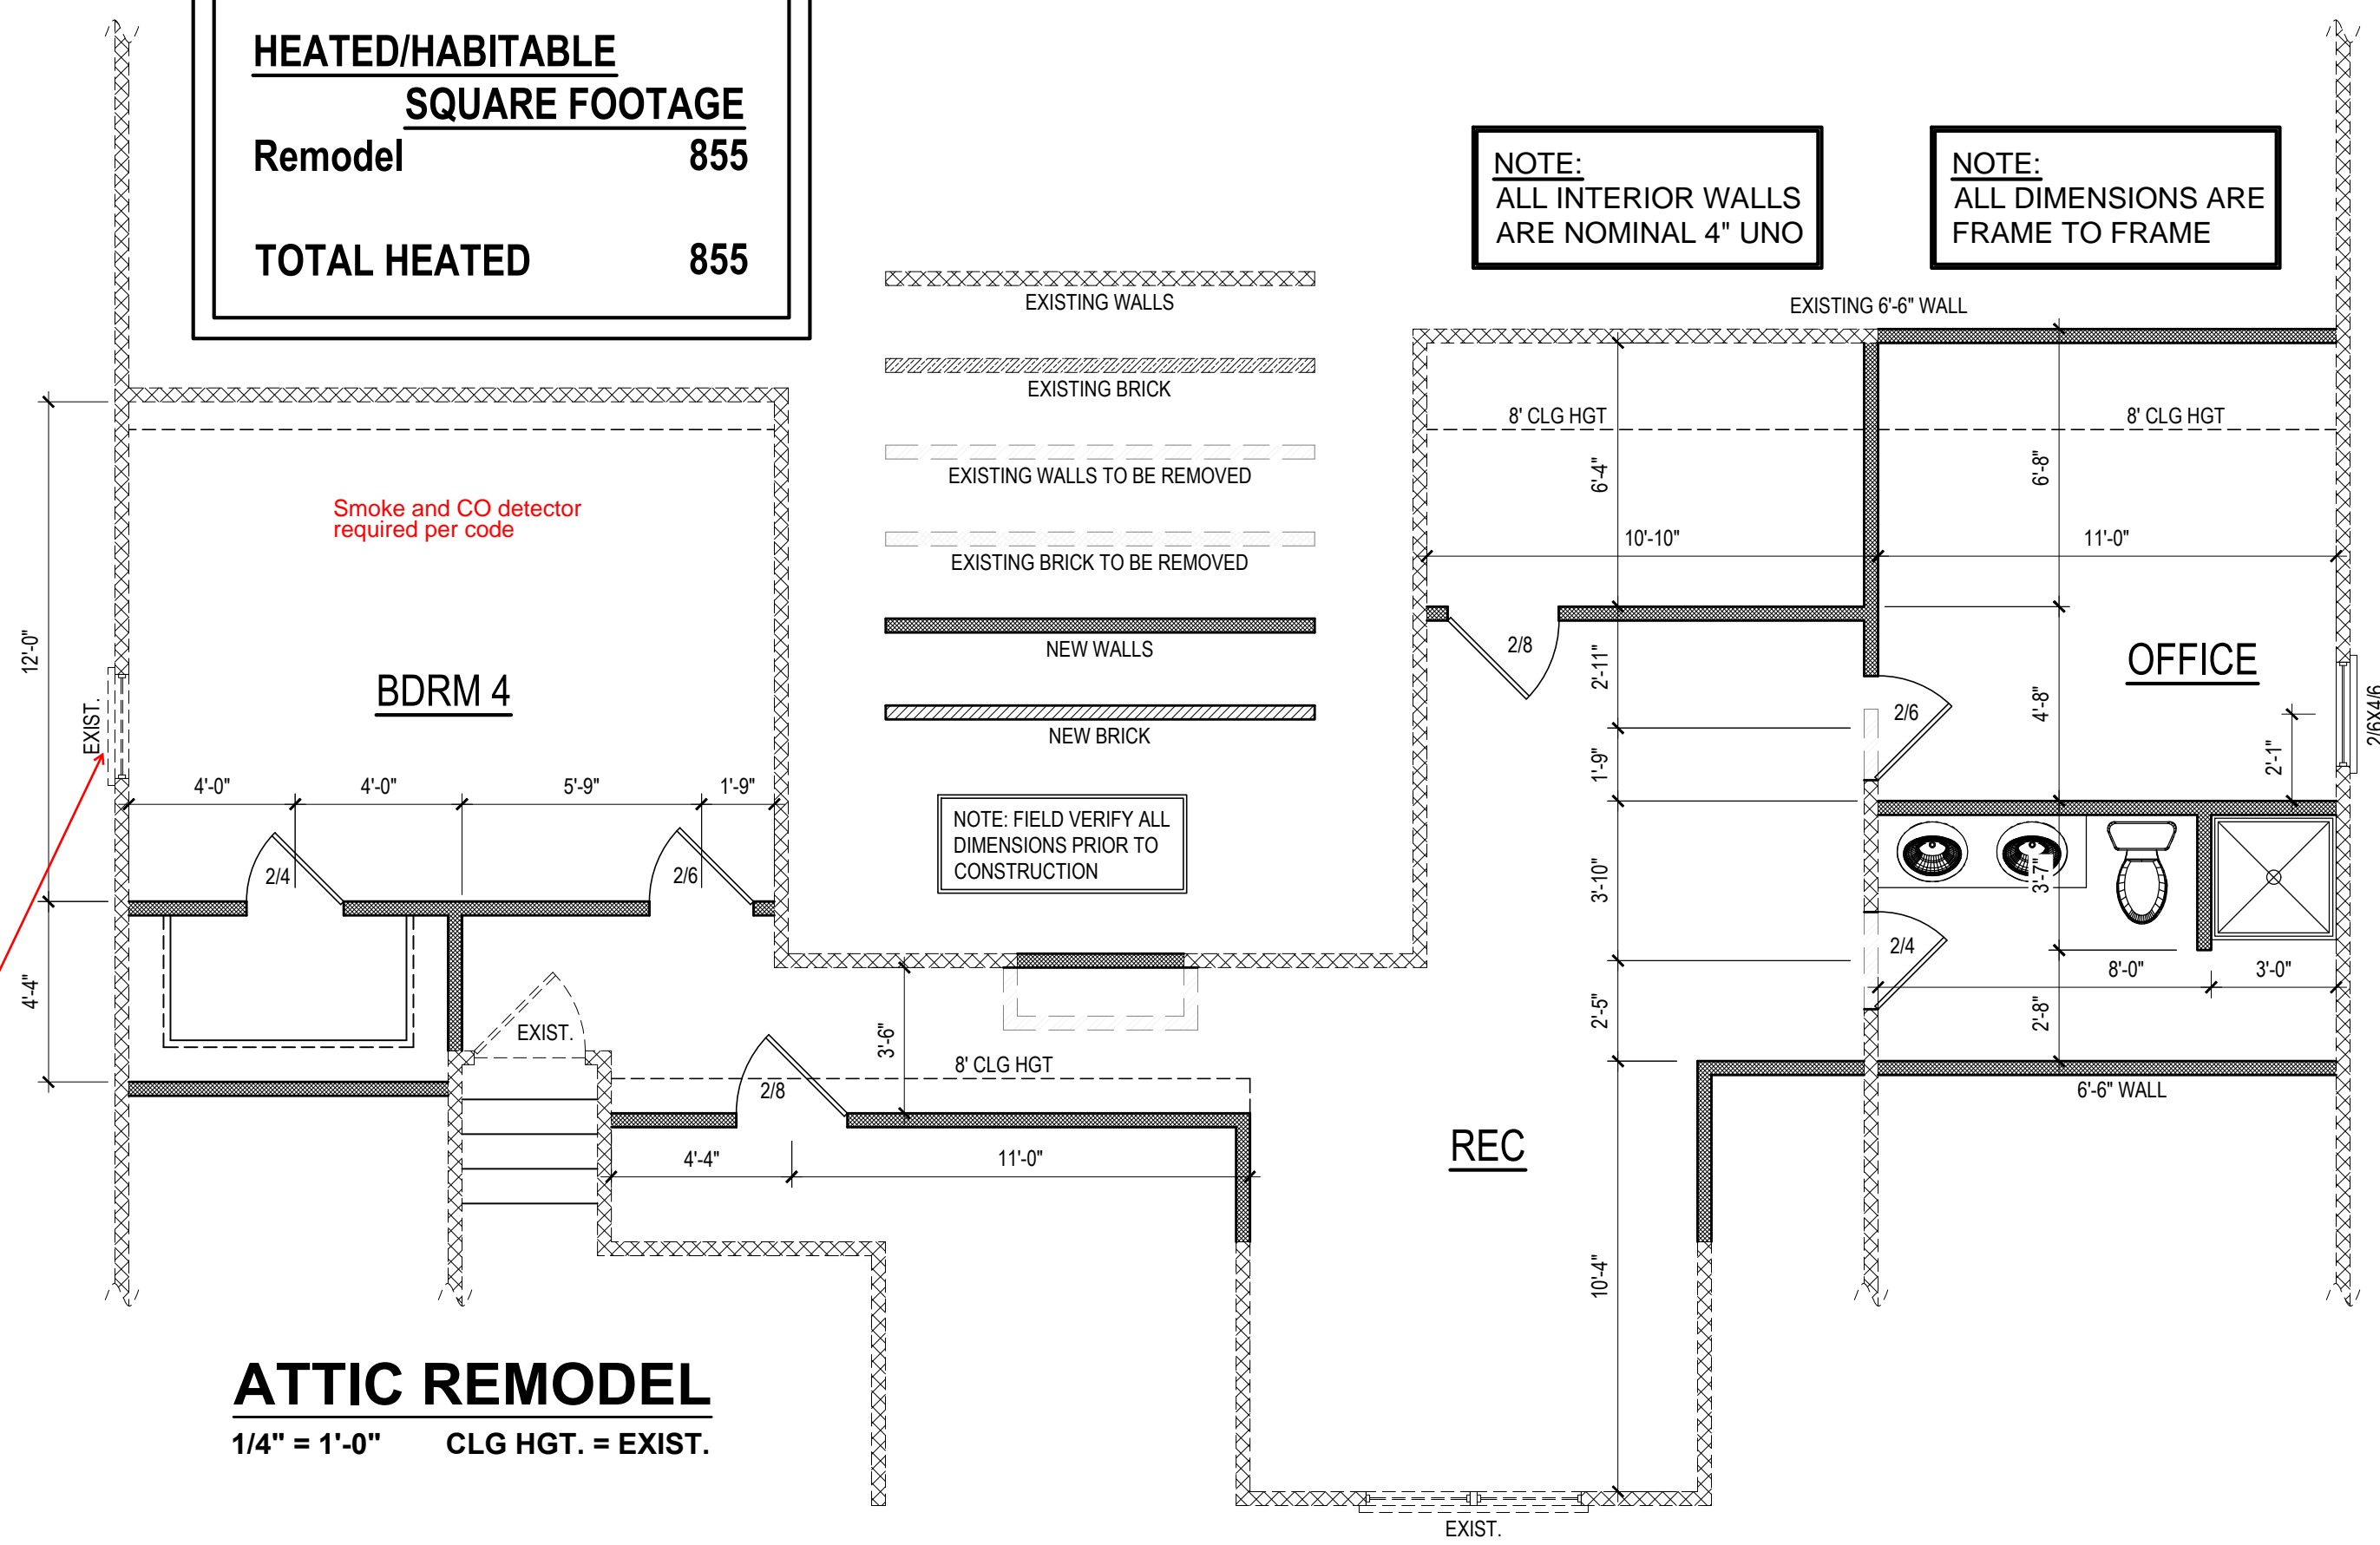 HEATED/HABITABLE
SQUARE FOOTAGE
Remodel 855
TOTAL HEATED 855
NOTE:
ALL INTERIOR WALLS
ARE NOMINAL 4" UNO
NOTE:
ALL DIMENSIONS ARE
FRAME TO FRAME
EXISTING WALLS
EXISTING BRICK
EXISTING WALLS TO BE REMOVED
EXISTING BRICK TO BE REMOVED
NEW WALLS
NEW BRICK
NOTE: FIELD VERIFY ALL
DIMENSIONS PRIOR TO
CONSTRUCTION
Smoke and CO detector
required per code
BDRM 4
12'-0"
EXIST.
4'-0"
4'-0"
5'-9"
1'-9"
2/4
2/6
4'-4"
EXIST.
3'-6"
8' CLG HGT
2/8
4'-4"
11'-0"
EXISTING 6'-6" WALL
8' CLG HGT
8' CLG HGT
6'-4"
6'-8"
10'-10"
11'-0"
2/8
2'-11"
OFFICE
4'-8"
2/6
2'-1"
2/6X4/6
1'-9"
3'-10"
3'-7"
2/4
8'-0"
3'-0"
2'-5"
2'-8"
6'-6" WALL
REC
10'-4"
EXIST.
ATTIC REMODEL
1/4" = 1'-0" CLG HGT. = EXIST.